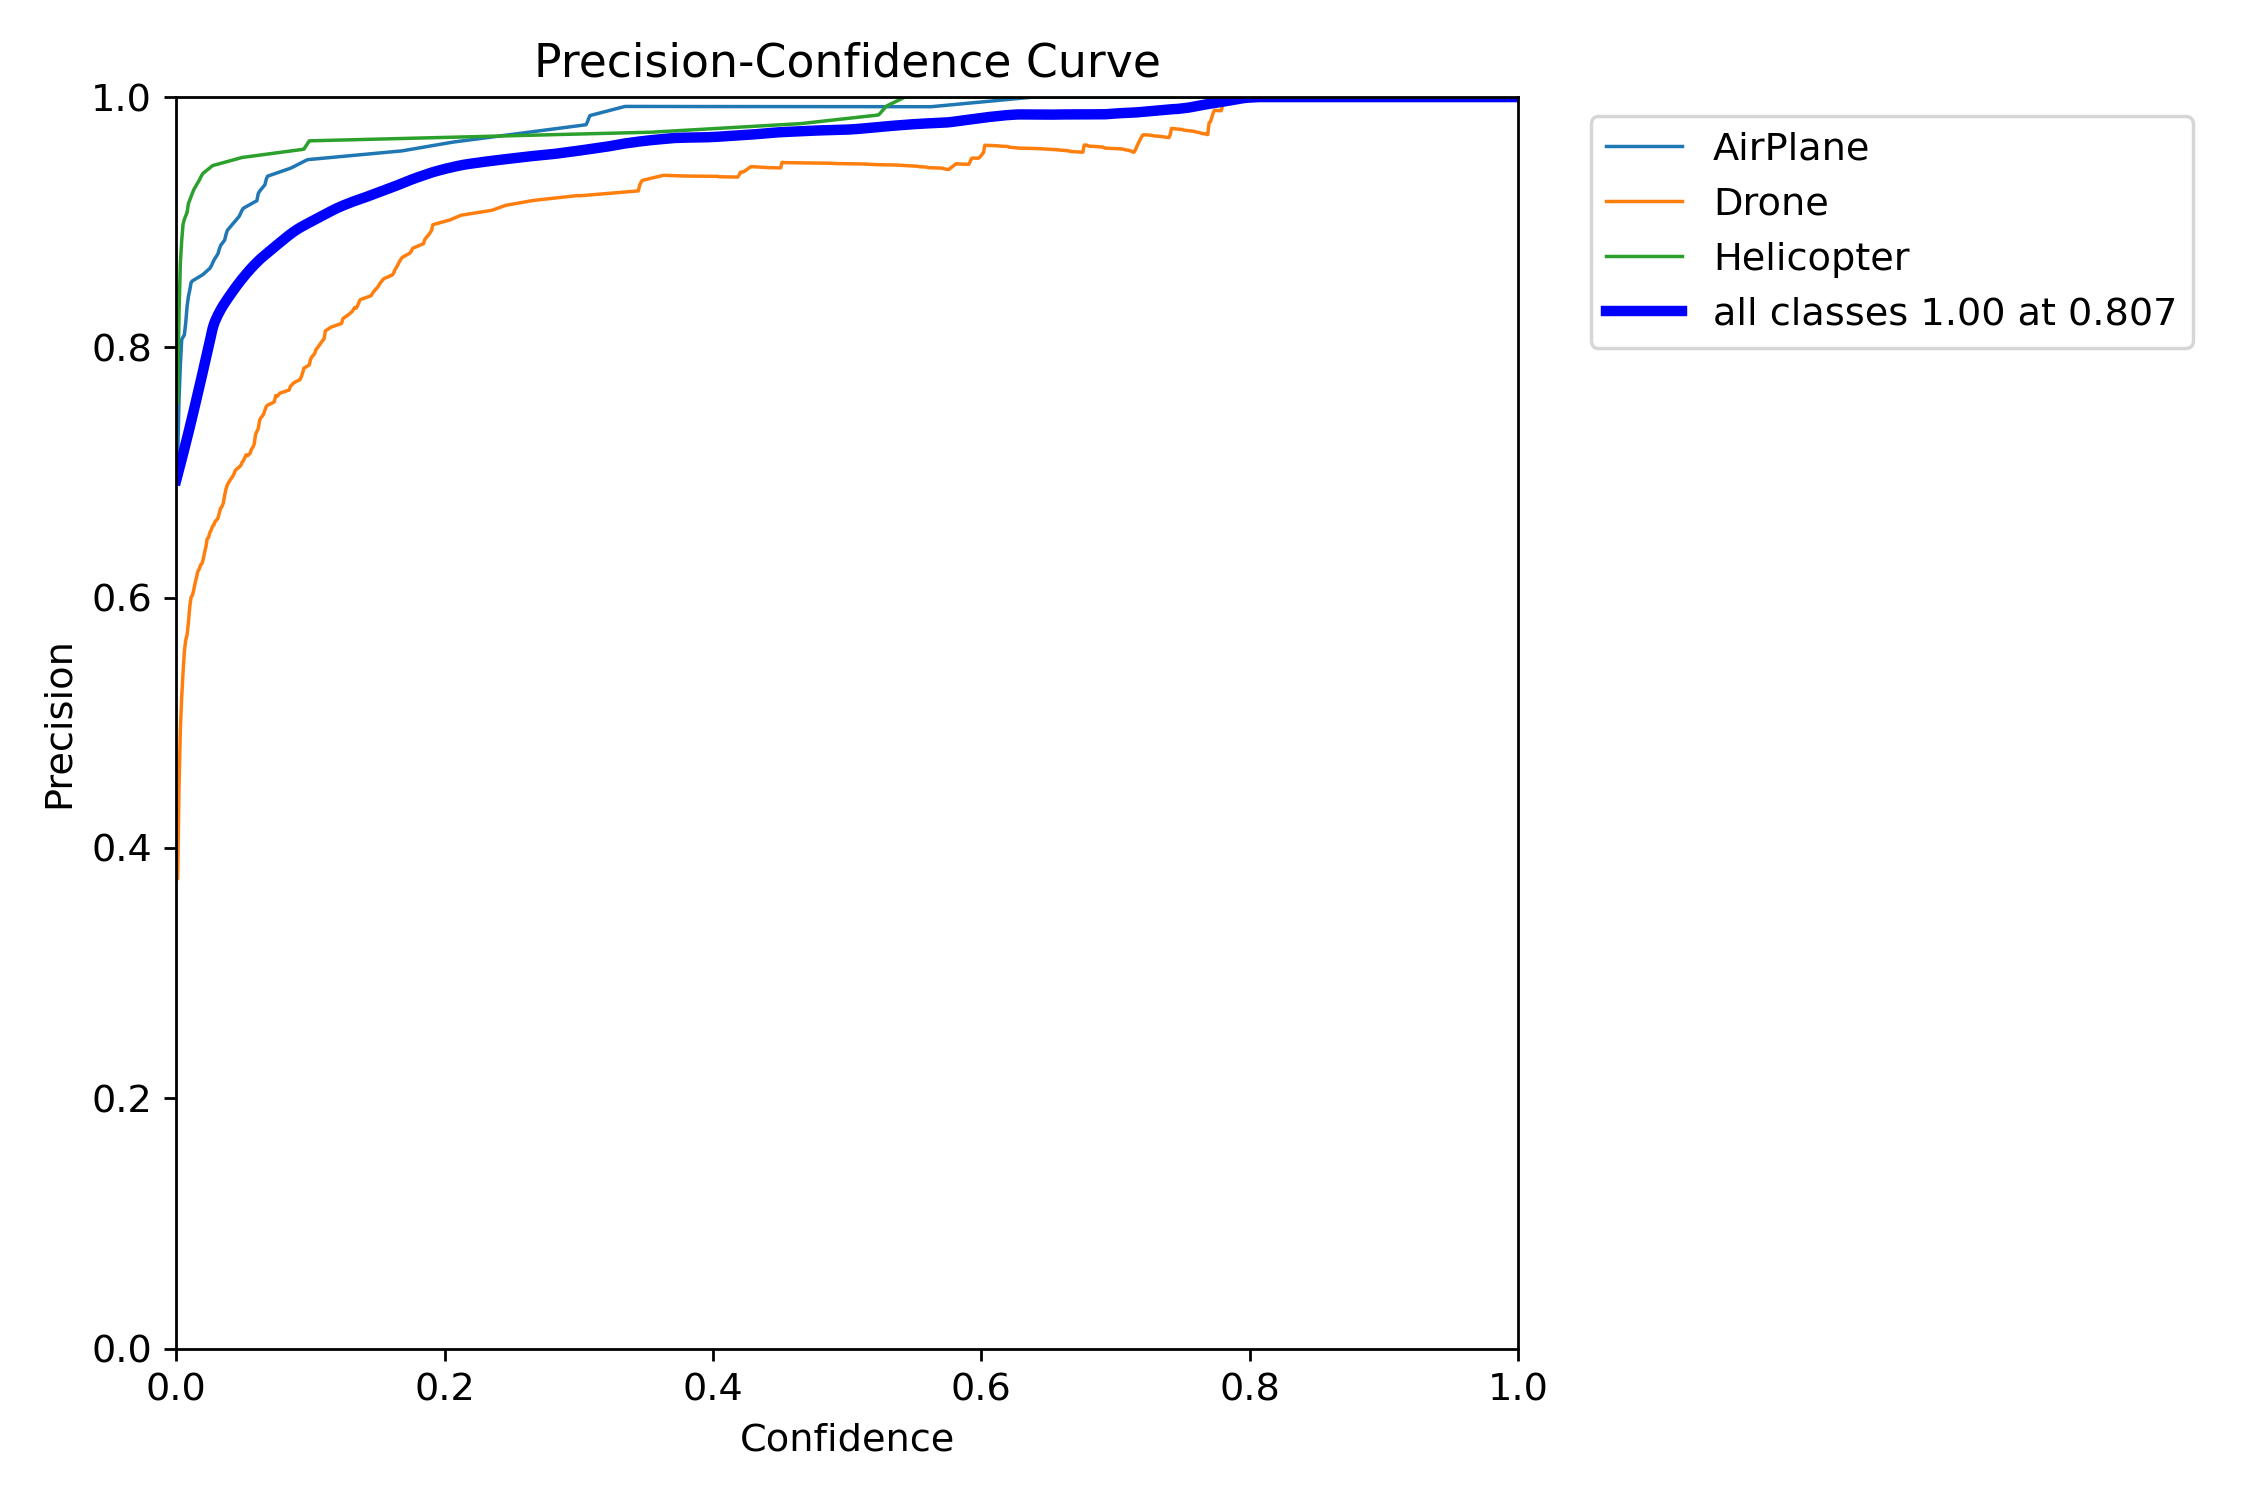 Precision-Confidence Curve
1.0
0.8
0.6
0.4
0.2
0.0
Precision
0.0 0.2 0.4 0.6 0.8 1.0
Confidence
AirPlane
Drone
Helicopter
all classes 1.00 at 0.807